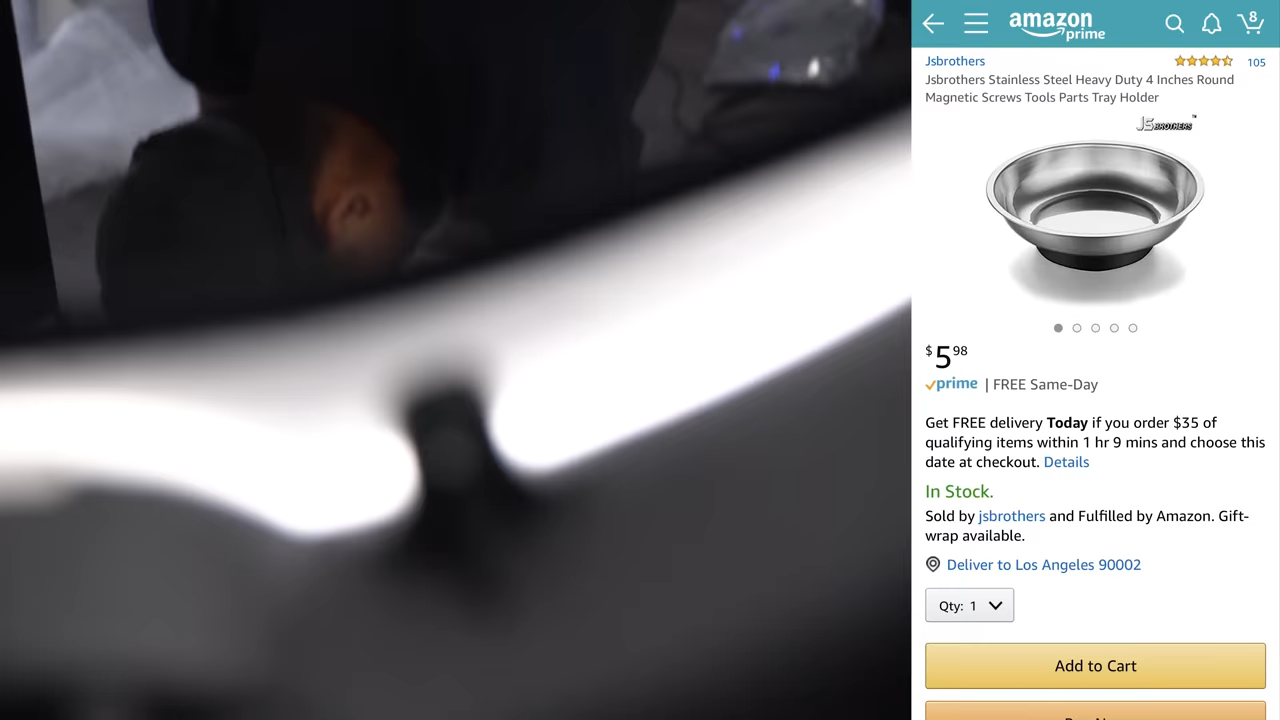 amazon
prime
8
Jsbrothers
105
Jsbrothers Stainless Steel Heavy Duty 4 Inches Round
Magnetic Screws Tools Parts Tray Holder
JSBROTHERS™
$5 98
prime | FREE Same-Day
Get FREE delivery Today if you order $35 of
qualifying items within 1 hr 9 mins and choose this
date at checkout. Details
In Stock.
Sold by jsbrothers and Fulfilled by Amazon. Gift-
wrap available.
Deliver to Los Angeles 90002
Qty: 1
Add to Cart